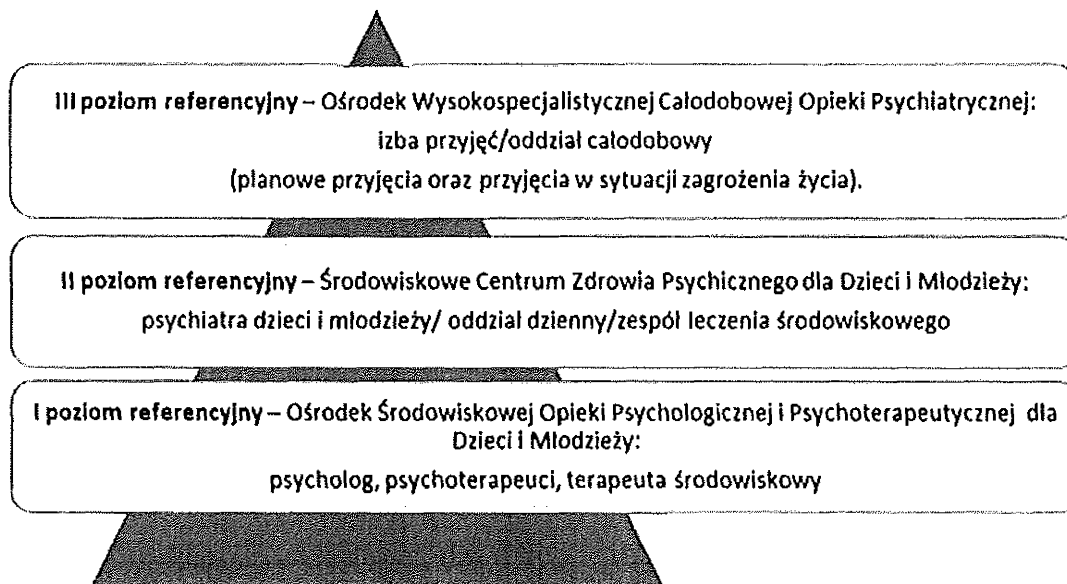 III poziom referencyjny – Ośrodek Wysokospecjalistycznej Całodobowej Opieki Psychiatrycznej:
izba przyjęć/oddział całodobowy
(planowe przyjęcia oraz przyjęcia w sytuacji zagrożenia życia).
II poziom referencyjny – Środowiskowe Centrum Zdrowia Psychicznego dla Dzieci i Młodzieży:
psychiatra dzieci i młodzieży/ oddział dzienny/zespół leczenia środowiskowego
I poziom referencyjny – Ośrodek Środowiskowej Opieki Psychologicznej i Psychoterapeutycznej dla
Dzieci i Młodzieży:
psycholog, psychoterapeuci, terapeuta środowiskowy